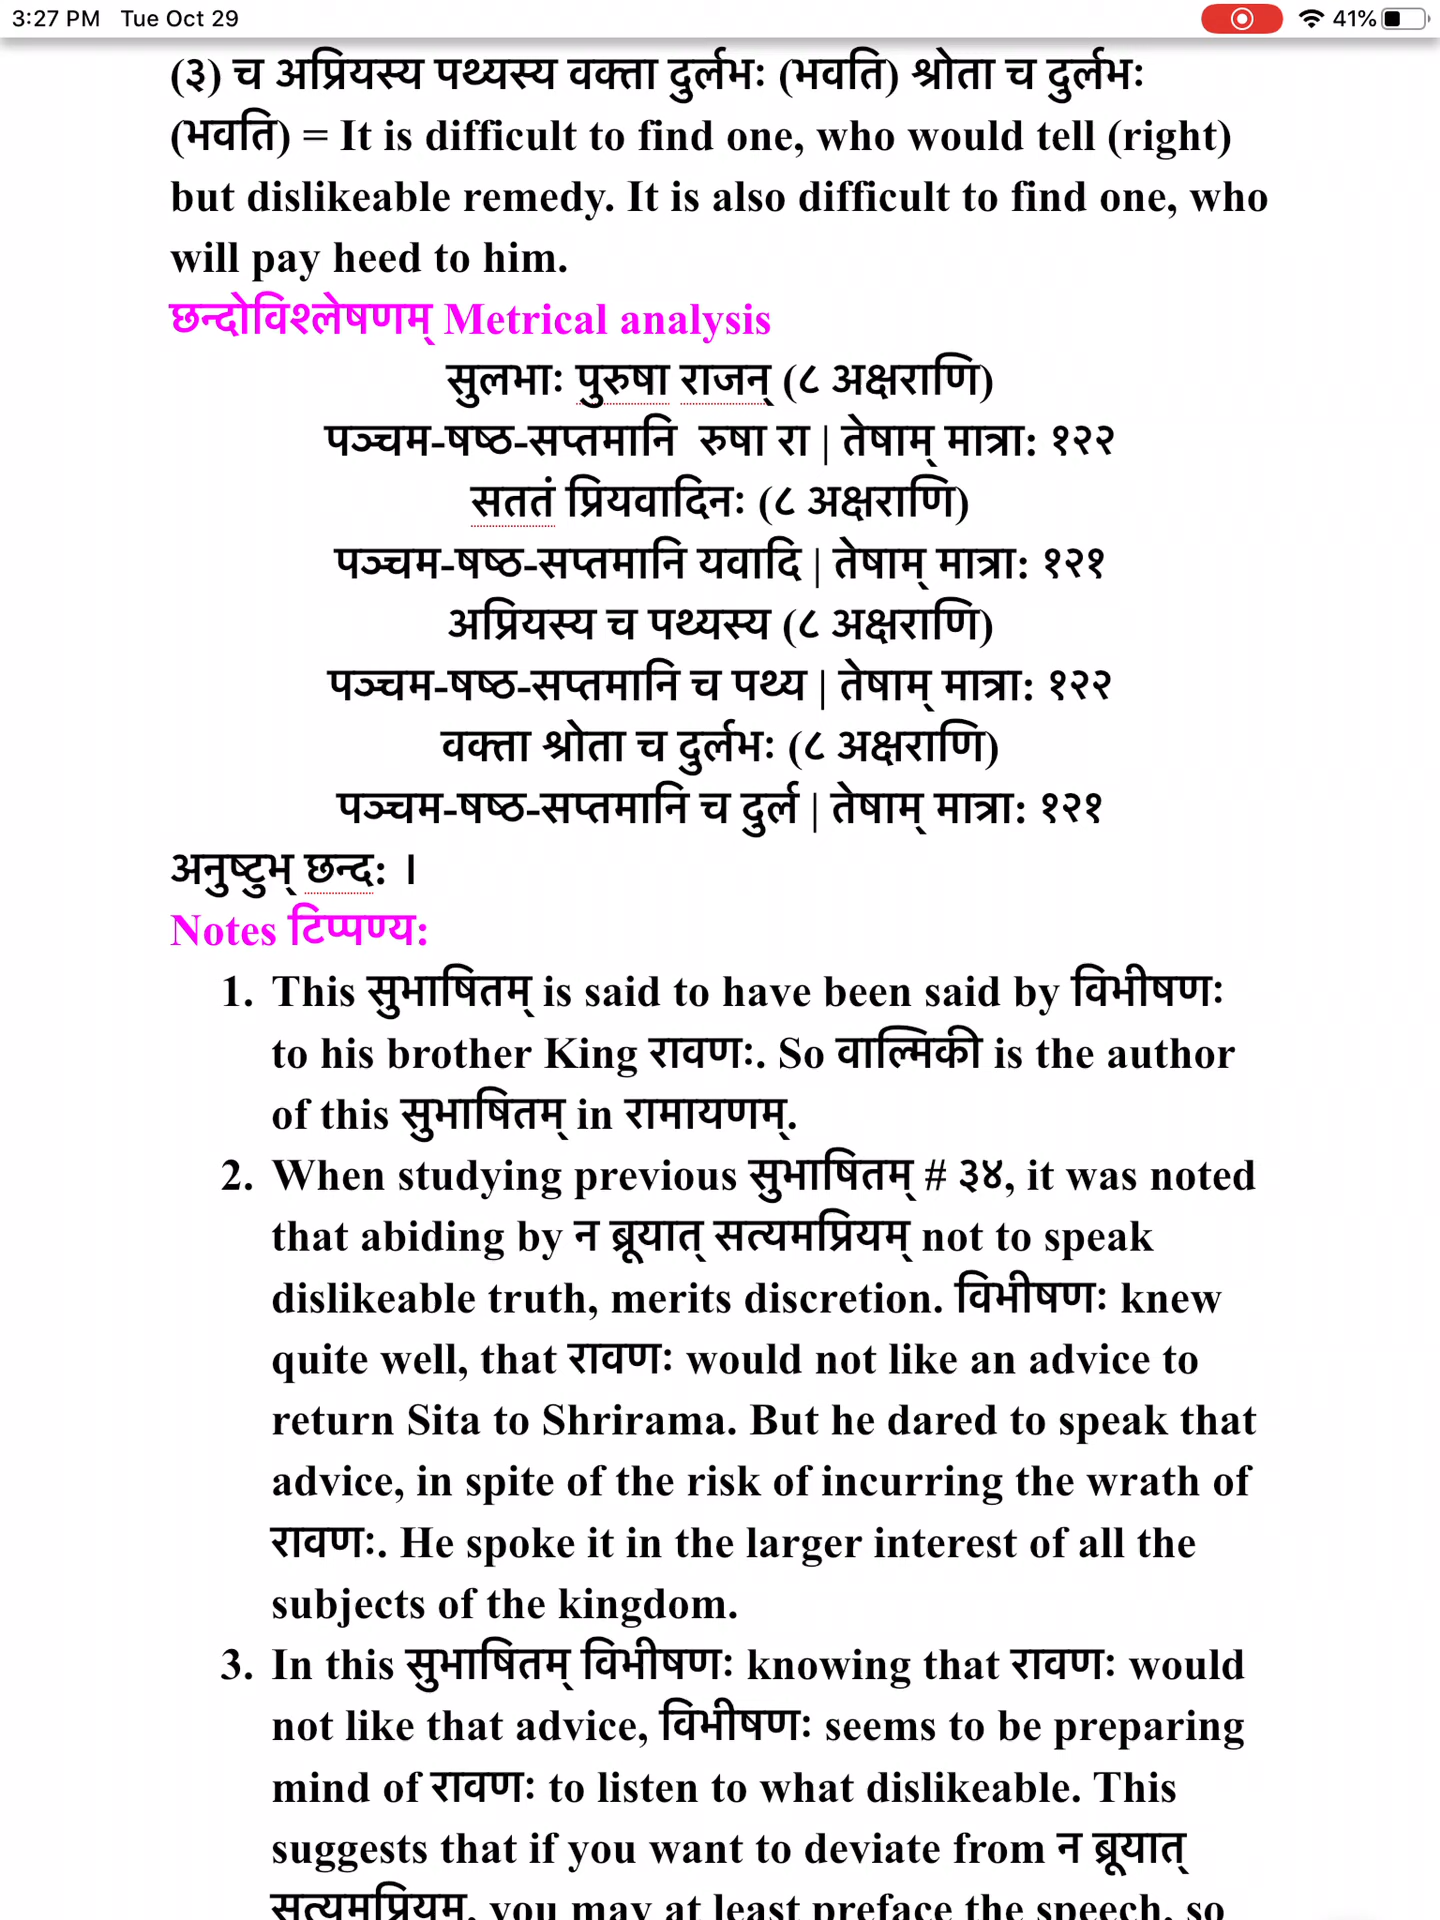 3:27 PM Tue Oct 29 41%
(३) च अप्रियस्य पथ्यस्य वक्ता दुर्लभः (भवति) श्रोता च दुर्लभः
(भवति) = It is difficult to find one, who would tell (right)
but dislikeable remedy. It is also difficult to find one, who
will pay heed to him.
छन्दोविश्लेषणम् Metrical analysis
सुलभाः पुरुषा राजन् (८ अक्षराणि)
पञ्चम-षष्ठ-सप्तमानि रुषा रा | तेषाम् मात्रा: १२२
सततं प्रियवादिनः (८ अक्षराणि)
पञ्चम-षष्ठ-सप्तमानि यवादि | तेषाम् मात्रा: १२१
अप्रियस्य च पथ्यस्य (८ अक्षराणि)
पञ्चम-षष्ठ-सप्तमानि च पथ्य | तेषाम् मात्रा: १२२
वक्ता श्रोता च दुर्लभः (८ अक्षराणि)
पञ्चम-षष्ठ-सप्तमानि च दुर्ल | तेषाम् मात्रा: १२१
अनुष्टुभ् छन्द: ।
Notes टिप्पण्य:
1. This सुभाषितम् is said to have been said by विभीषणः
to his brother King रावणः. So वाल्मिकी is the author
of this सुभाषितम् in रामायणम्.
2. When studying previous सुभाषितम् # ३४, it was noted
that abiding by न ब्रूयात् सत्यमप्रियम् not to speak
dislikeable truth, merits discretion. विभीषणः knew
quite well, that रावणः would not like an advice to
return Sita to Shrirama. But he dared to speak that
advice, in spite of the risk of incurring the wrath of
रावणः. He spoke it in the larger interest of all the
subjects of the kingdom.
3. In this सुभाषितम् विभीषणः knowing that रावणः would
not like that advice, विभीषणः seems to be preparing
mind of रावणः to listen to what dislikeable. This
suggests that if you want to deviate from न ब्रूयात्
सत्यमप्रियम्, you may at least preface the speech, so